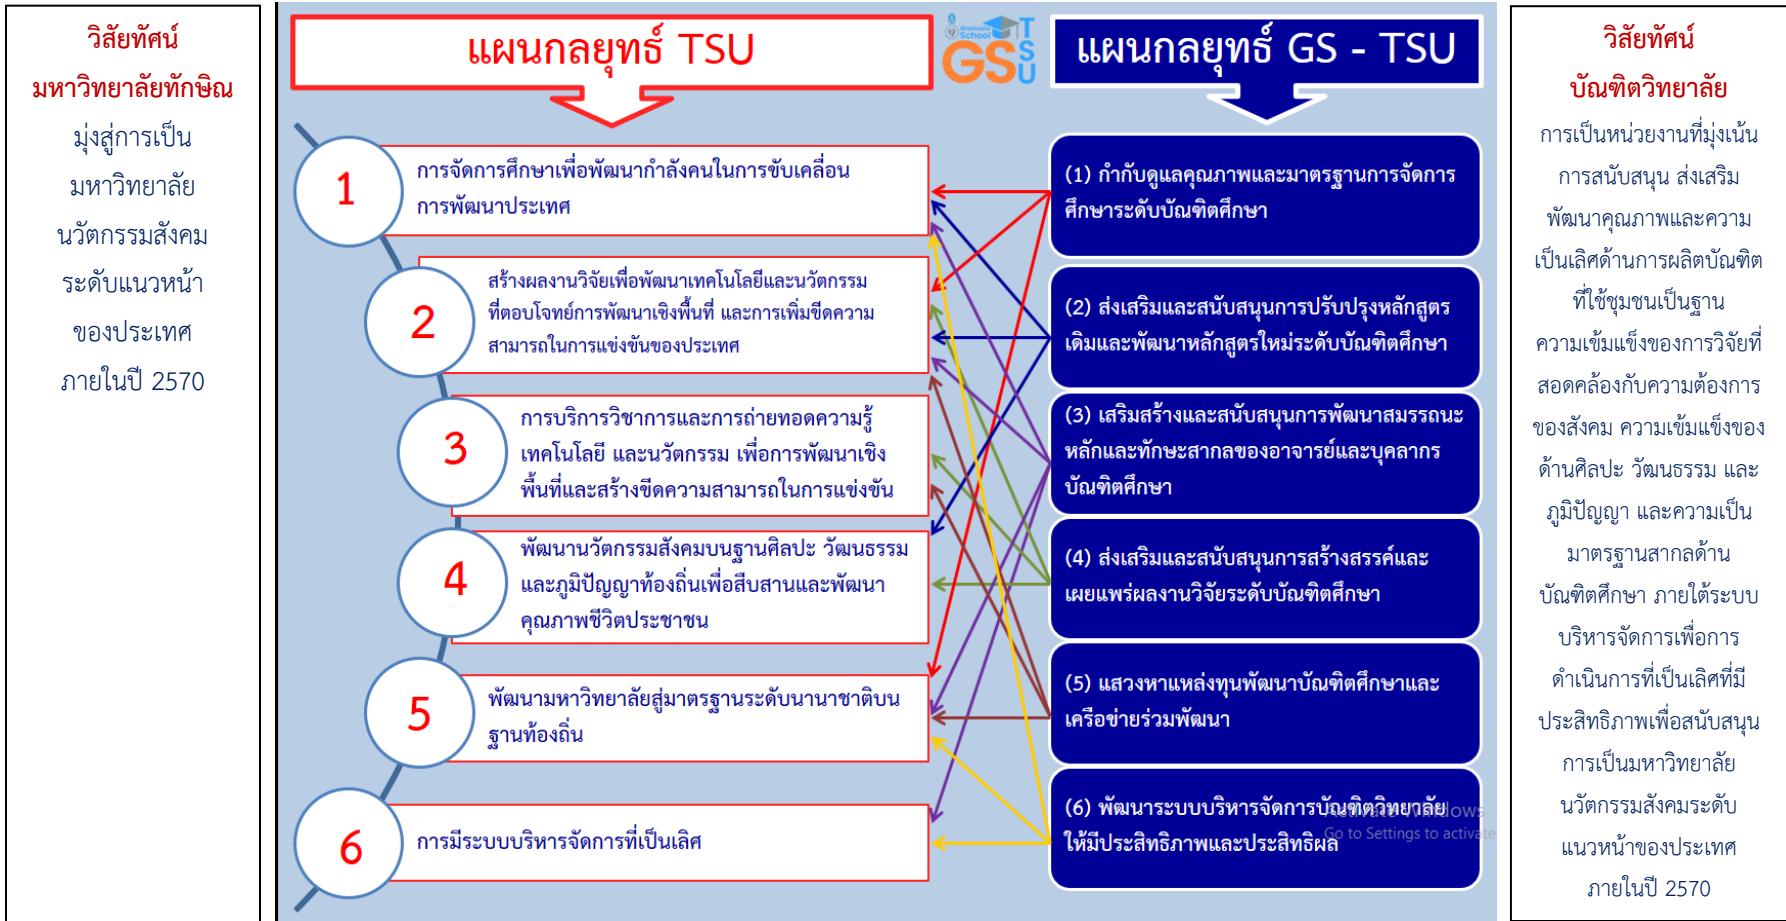 วิสัยทัศน์
มหาวิทยาลัยทักษิณ
มุ่งสู่การเป็น
มหาวิทยาลัย
นวัตกรรมสังคม
ระดับแนวหน้า
ของประเทศ
ภายในปี 2570
แผนกลยุทธ์ TSU
Graduate
School
GS
T
S
U
แผนกลยุทธ์ GS - TSU
1
การจัดการศึกษาเพื่อพัฒนากำลังคนในการขับเคลื่อน
การพัฒนาประเทศ
2
สร้างผลงานวิจัยเพื่อพัฒนาเทคโนโลยีและนวัตกรรม
ที่ตอบโจทย์การพัฒนาเชิงพื้นที่ และการเพิ่มขีดความ
สามารถในการแข่งขันของประเทศ
3
การบริการวิชาการและการถ่ายทอดความรู้
เทคโนโลยี และนวัตกรรม เพื่อการพัฒนาเชิง
พื้นที่และสร้างขีดความสามารถในการแข่งขัน
4
พัฒนานวัตกรรมสังคมบนฐานศิลปะ วัฒนธรรม
และภูมิปัญญาท้องถิ่นเพื่อสืบสานและพัฒนา
คุณภาพชีวิตประชาชน
5
พัฒนามหาวิทยาลัยสู่มาตรฐานระดับนานาชาติบน
ฐานท้องถิ่น
6
การมีระบบบริหารจัดการที่เป็นเลิศ
(1) กำกับดูแลคุณภาพและมาตรฐานการจัดการ
ศึกษาระดับบัณฑิตศึกษา
(2) ส่งเสริมและสนับสนุนการปรับปรุงหลักสูตร
เดิมและพัฒนาหลักสูตรใหม่ระดับบัณฑิตศึกษา
(3) เสริมสร้างและสนับสนุนการพัฒนาสมรรถนะ
หลักและทักษะสากลของอาจารย์และบุคลากร
บัณฑิตศึกษา
(4) ส่งเสริมและสนับสนุนการสร้างสรรค์และ
เผยแพร่ผลงานวิจัยระดับบัณฑิตศึกษา
(5) แสวงหาแหล่งทุนพัฒนาบัณฑิตศึกษาและ
เครือข่ายร่วมพัฒนา
(6) พัฒนาระบบบริหารจัดการบัณฑิตวิทยาลัย
ให้มีประสิทธิภาพและประสิทธิผล
Activate Windows
Go to Settings to activate
วิสัยทัศน์
บัณฑิตวิทยาลัย
การเป็นหน่วยงานที่มุ่งเน้น
การสนับสนุน ส่งเสริม
พัฒนาคุณภาพและความ
เป็นเลิศด้านการผลิตบัณฑิต
ที่ใช้ชุมชนเป็นฐาน
ความเข้มแข็งของการวิจัยที่
สอดคล้องกับความต้องการ
ของสังคม ความเข้มแข็งของ
ด้านศิลปะ วัฒนธรรม และ
ภูมิปัญญา และความเป็น
มาตรฐานสากลด้าน
บัณฑิตศึกษา ภายใต้ระบบ
บริหารจัดการเพื่อการ
ดำเนินการที่เป็นเลิศที่มี
ประสิทธิภาพเพื่อสนับสนุน
การเป็นมหาวิทยาลัย
นวัตกรรมสังคมระดับ
แนวหน้าของประเทศ
ภายในปี 2570